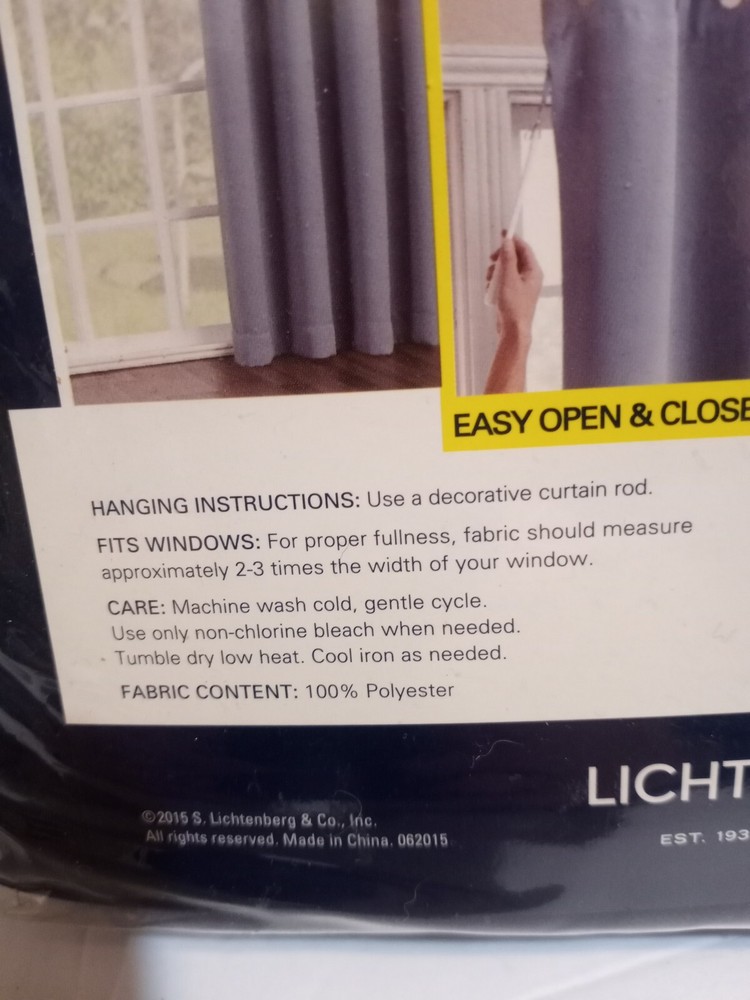 EASY OPEN & CLOSE
HANGING INSTRUCTIONS: Use a decorative curtain rod.
FITS WINDOWS: For proper fullness, fabric should measure
approximately 2-3 times the width of your window.
CARE: Machine wash cold, gentle cycle.
Use only non-chlorine bleach when needed.
Tumble dry low heat. Cool iron as needed.
FABRIC CONTENT: 100% Polyester
LICHT
EST. 193
©2015 S. Lichtenberg & Co., Inc.
All rights reserved. Made in China. 062015